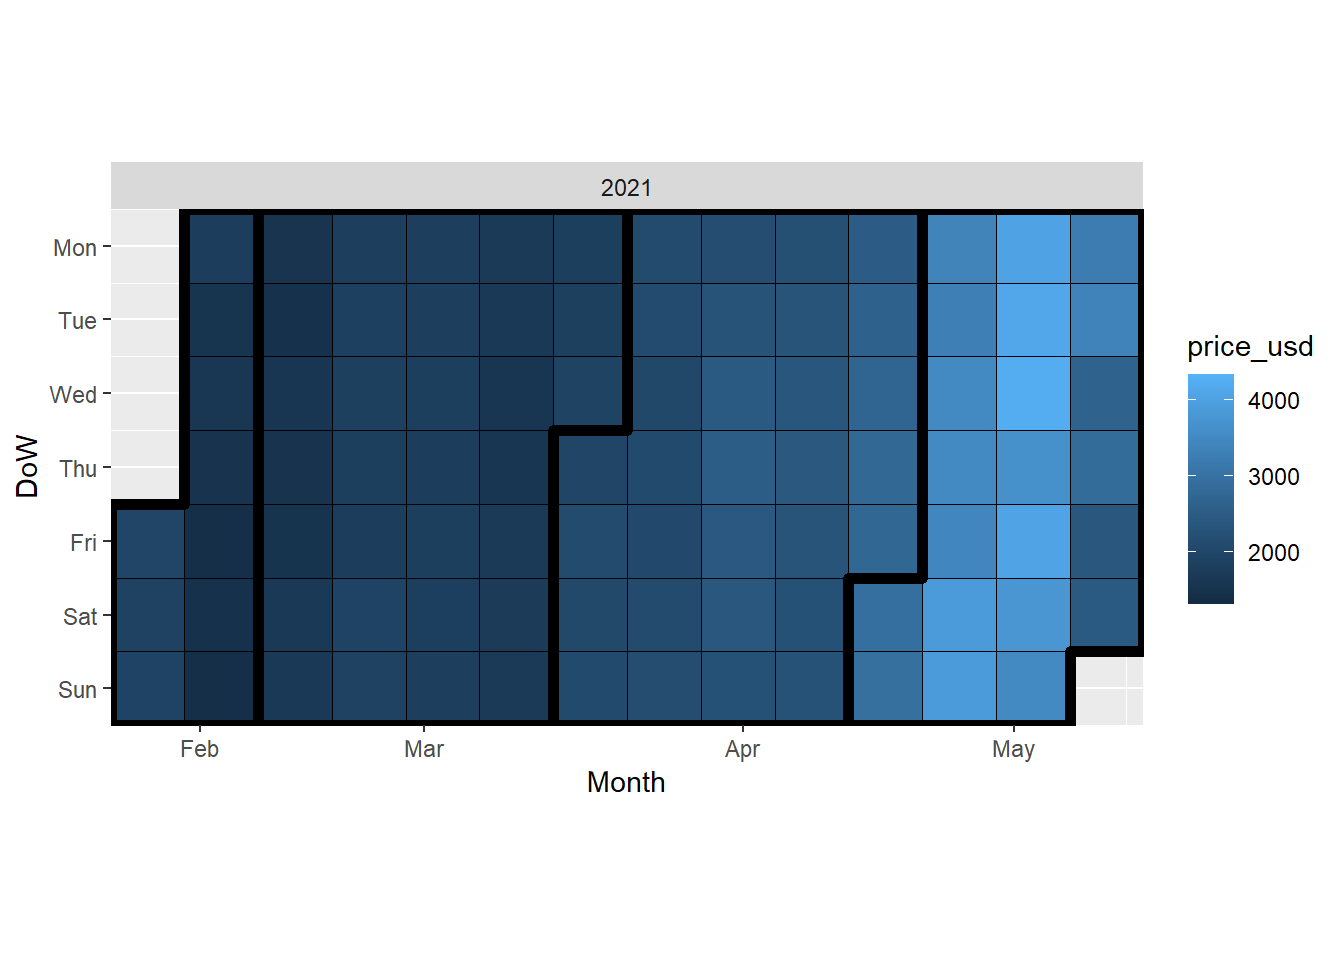 2021
Mon
Tue
Wed
Thu
Fri
Sat
Sun
DoW
Feb Mar Apr May
Month
price_usd
4000
3000
2000